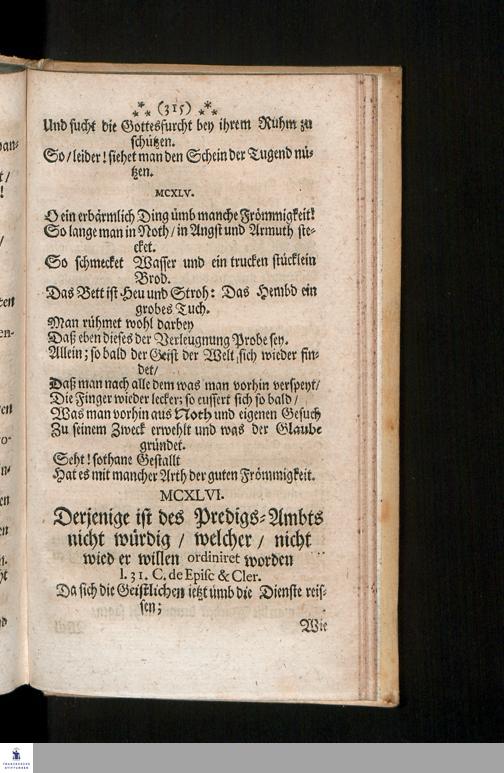 (315)
Und sucht die Gottesfurcht bey ihrem Ruhm zu
schützen.
So/ leider! siehet man den Schein der Tugend nü-
tzen.
MCXLV.
O ein erbärmlich Ding ümb manche Frömmigkeit!
So lange man in Noth/ in Angst und Armuth ste-
cket.
So schmecket Wasser und ein trucken stücklein
Brod.
Das Bett ist Heu und Stroh: Das Hembd ein
grobes Tuch.
Man rühmet wohl darbey
Daß eben dieses der Verleugnung Probe sey.
Allein; so bald der Geist der Welt sich wieder fin-
det/
Daß man nach alle dem was man vorhin verspeyt/
Die Finger wieder lecker; so eussert sich so bald/
Was man vorhin aus Noth und eigenen Gesuch
Zu seinem Zweck erwehlt und was der Glaube
gründet.
Seht! sothane Gestallt
Hat es mit mancher Arth der guten Frömmigkeit.
MCXLVI.
Derjenige ist des Predigs-Ambts
nicht würdig/ welcher/ nicht
wied er willen ordiniret worden
l. 31. C. de Episc & Cler.
Da sich die Geistlichen ietzt ümb die Dienste reis-
sen;
Wie